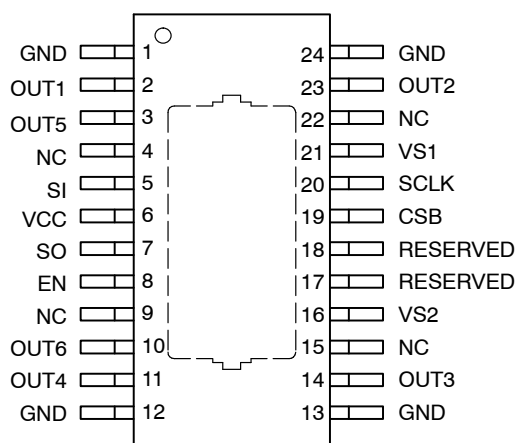 GND 1 24 GND
OUT1 2 23 OUT2
OUT5 3 22 NC
NC 4 21 VS1
SI 5 20 SCLK
VCC 6 19 CSB
SO 7 18 RESERVED
EN 8 17 RESERVED
NC 9 16 VS2
OUT6 10 15 NC
OUT4 11 14 OUT3
GND 12 13 GND